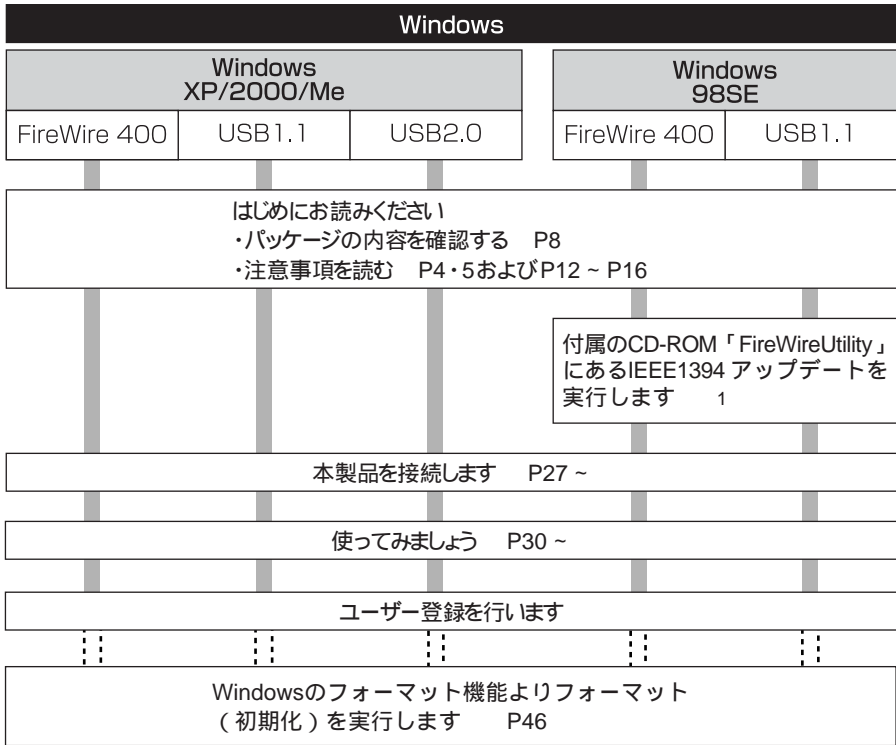 Windows
Windows
XP/2000/Me
Windows
98SE
FireWire 400
USB1.1
USB2.0
FireWire 400
USB1.1
はじめにお読みください
・パッケージの内容を確認する P8
・注意事項を読む P4・5およびP12 ~ P16
付属のCD-ROM「FireWireUtility」
にあるIEEE1394 アップデートを
実行します 1
本製品を接続します P27 ~
使ってみましょう P30 ~
ユーザー登録を行います
Windowsのフォーマット機能よりフォーマット
(初期化)を実行します P46